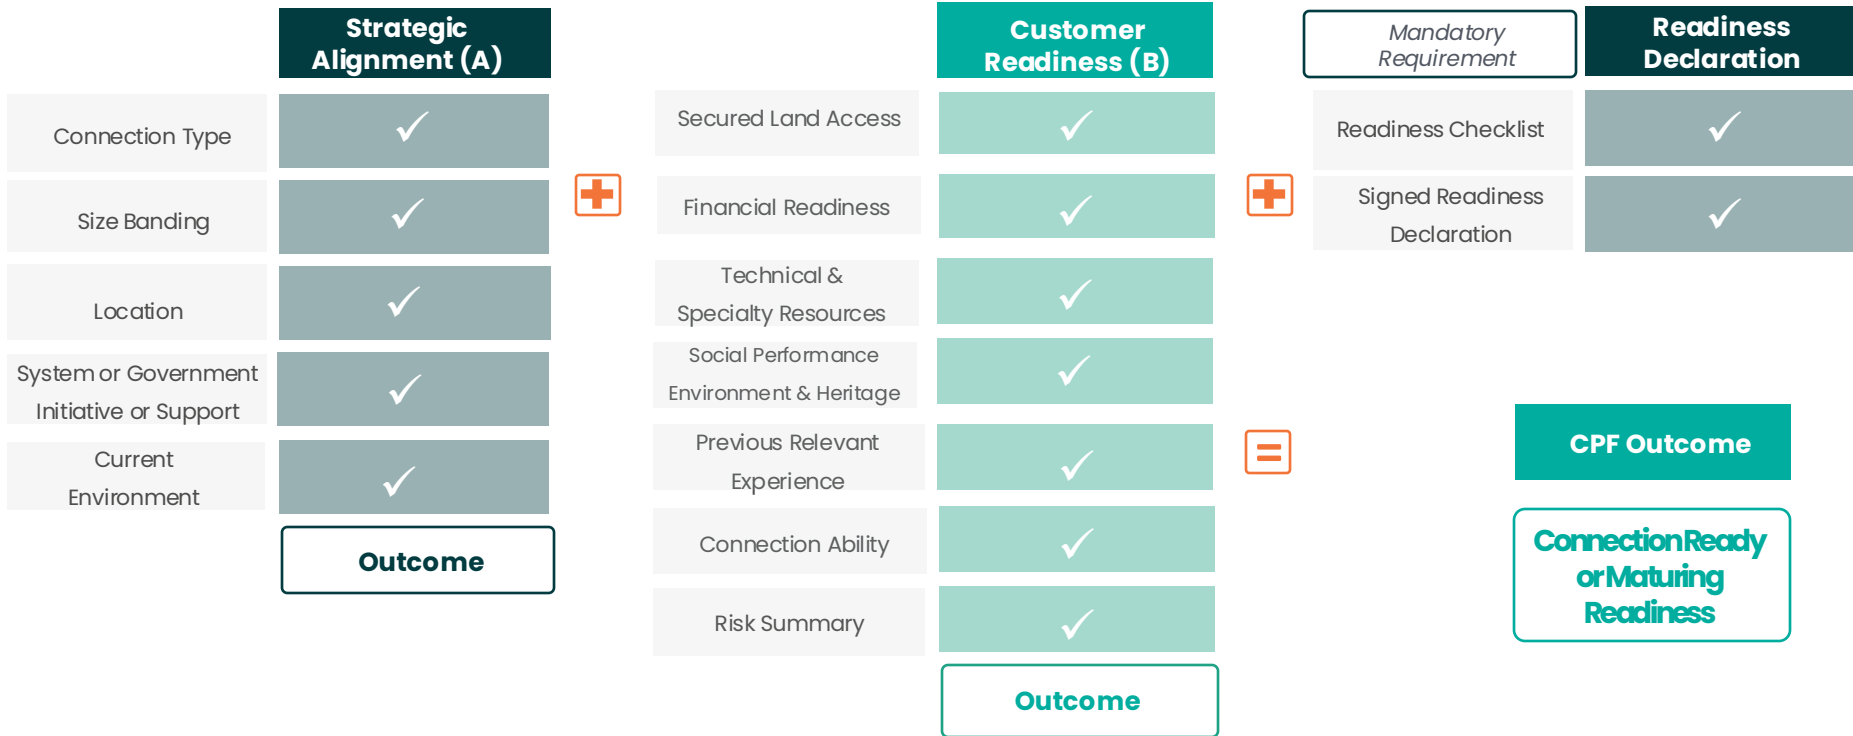 Strategic
Alignment (A)
Connection Type
Size Banding
Location
System or Government
Initiative or Support
Current
Environment
Outcome
Customer
Readiness (B)
Secured Land Access
Financial Readiness
Technical &
Specialty Resources
Social Performance
Environment & Heritage
Previous Relevant
Experience
Connection Ability
Risk Summary
Outcome
Mandatory
Requirement
Readiness
Declaration
Readiness Checklist
Signed Readiness
Declaration
CPF Outcome
Connection Ready
or Maturing
Readiness